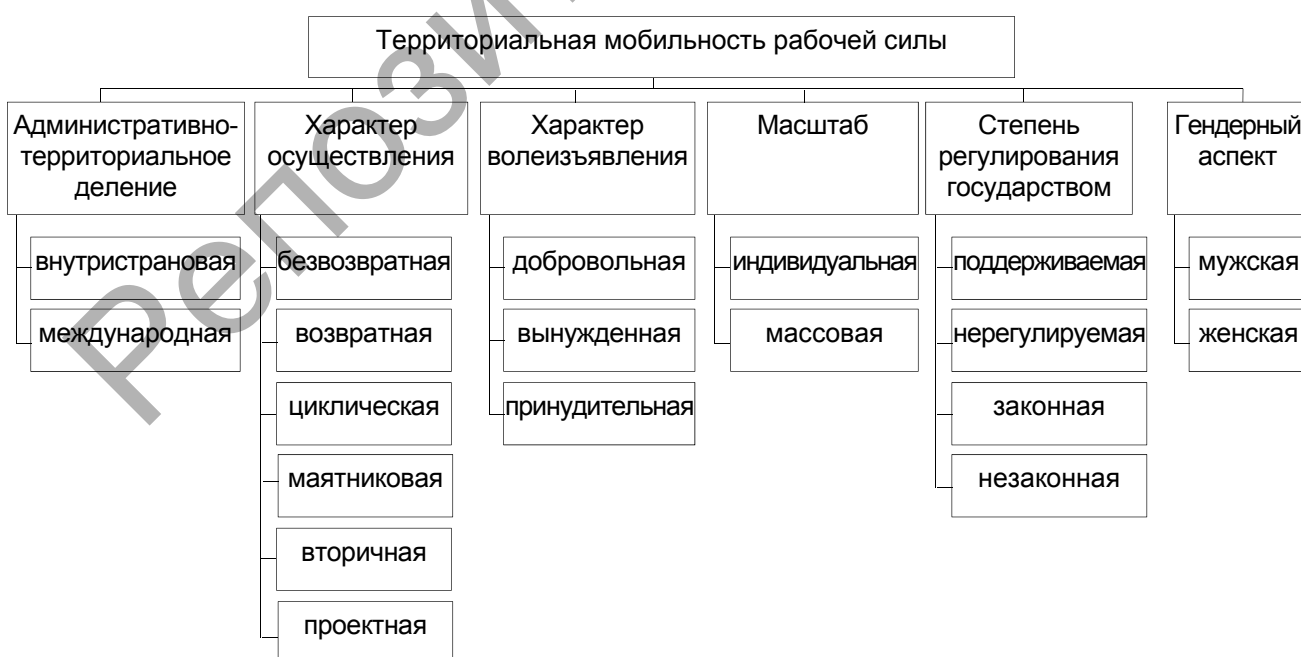 Территориальная мобильность рабочей силы
Административно-
территориальное
деление
внутристрановая
международная
Характер
осуществления
безвозвратная
возвратная
циклическая
маятниковая
вторичная
проектная
Характер
волеизъявления
добровольная
вынужденная
принудительная
Масштаб
индивидуальная
массовая
Степень
регулирования
государством
поддерживаемая
нерегулируемая
законная
незаконная
Гендерный
аспект
мужская
женская
Репози